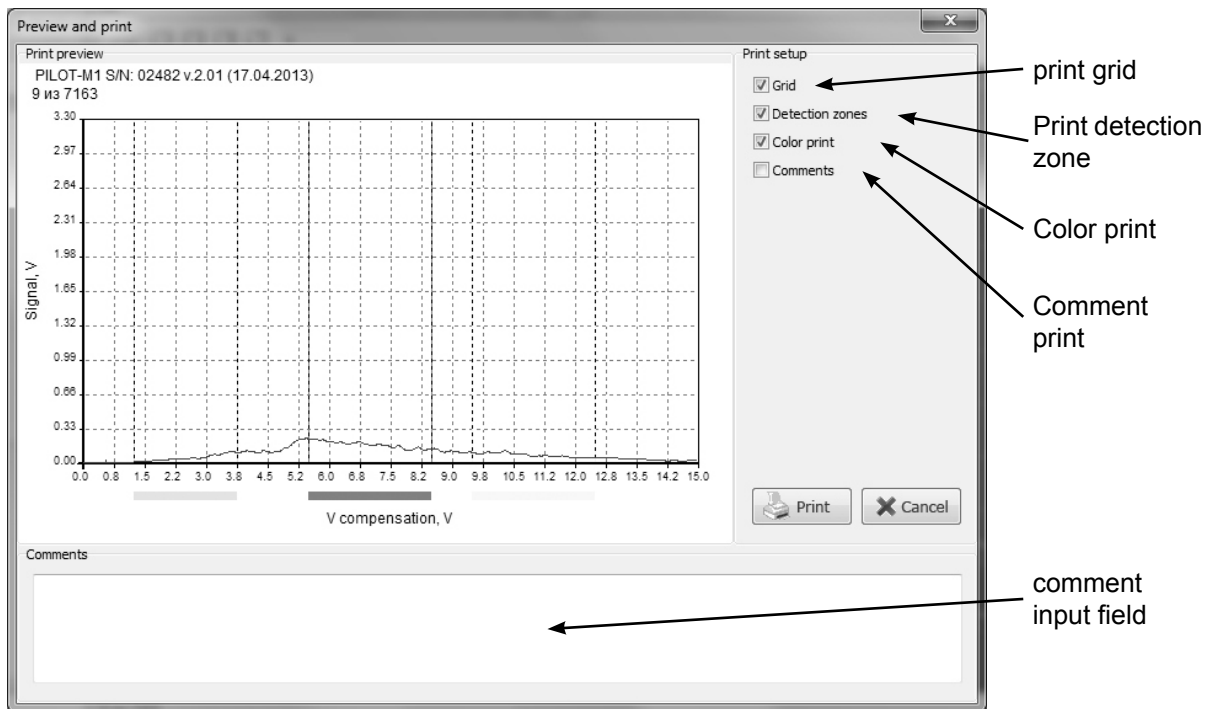 Preview and print
x
Print preview
PILOT-M1 S/N: 02482 v.2.01 (17.04.2013)
9 из 7163
3.30
2.97
2.64
2.31
1.98
1.65
1.32
0.99
0.66
0.33
0.00
Signal, V
0.0 0.8 1.5 2.2 3.0 3.8 4.5 5.2 6.0 6.8 7.5 8.2 9.0 9.8 10.5 11.2 12.0 12.8 13.5 14.2 15.0
V compensation, V
Print setup
Grid
Detection zones
Color print
Comments
Print
Cancel
Comments
print grid
Print detection
zone
Color print
Comment
print
comment
input field